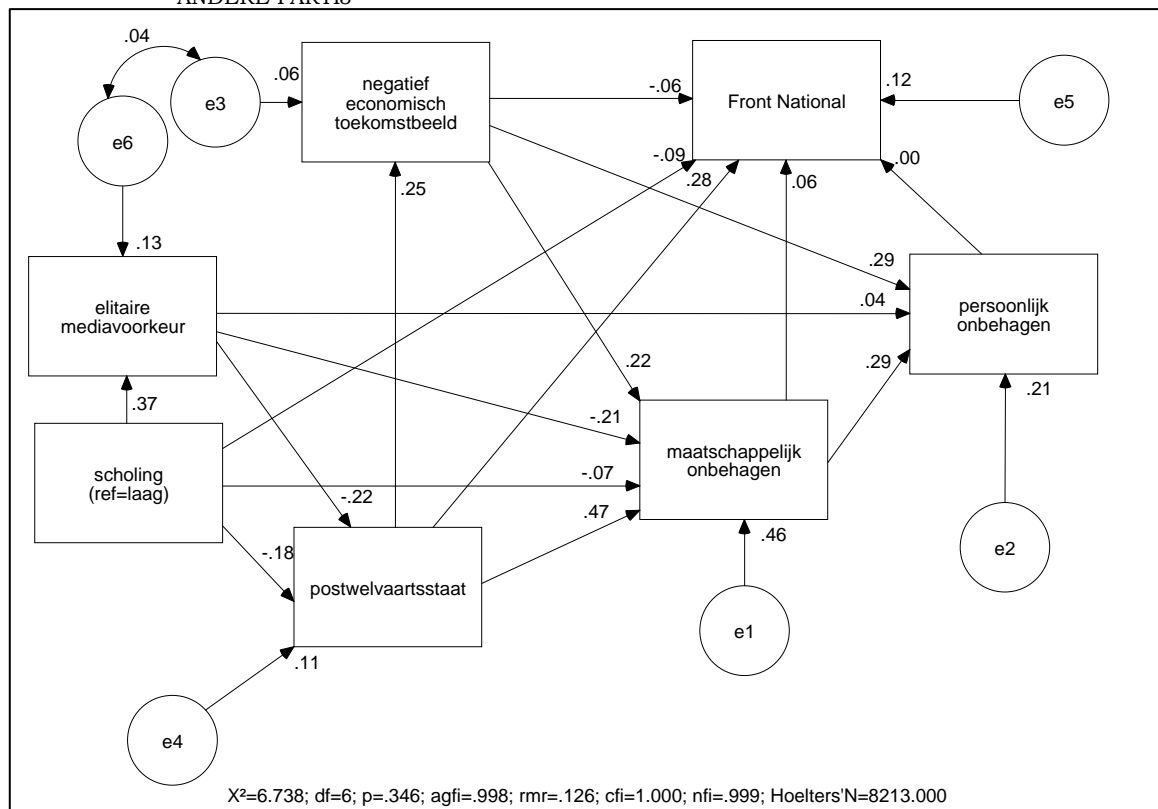 ANDERE PARTIS
.04
e3
.06
negatief
economisch
toekomstbeeld
-.06
Front National
.12
e5
e6
-.09
.28
.00
.25
.06
.13
elitaire
mediavoorkeur
.29
.04
persoonlijk
onbehagen
.37
.22
.29
.21
-.21
scholing
(ref=laag)
-.07
maatschappelijk
onbehagen
-.22
.47
-.18
.46
e2
postwelvaartsstaat
e1
.11
e4
X²=6.738; df=6; p=.346; agfi=.998; rmr=.126; cfi=1.000; nfi=.999; Hoelters'N=8213.000